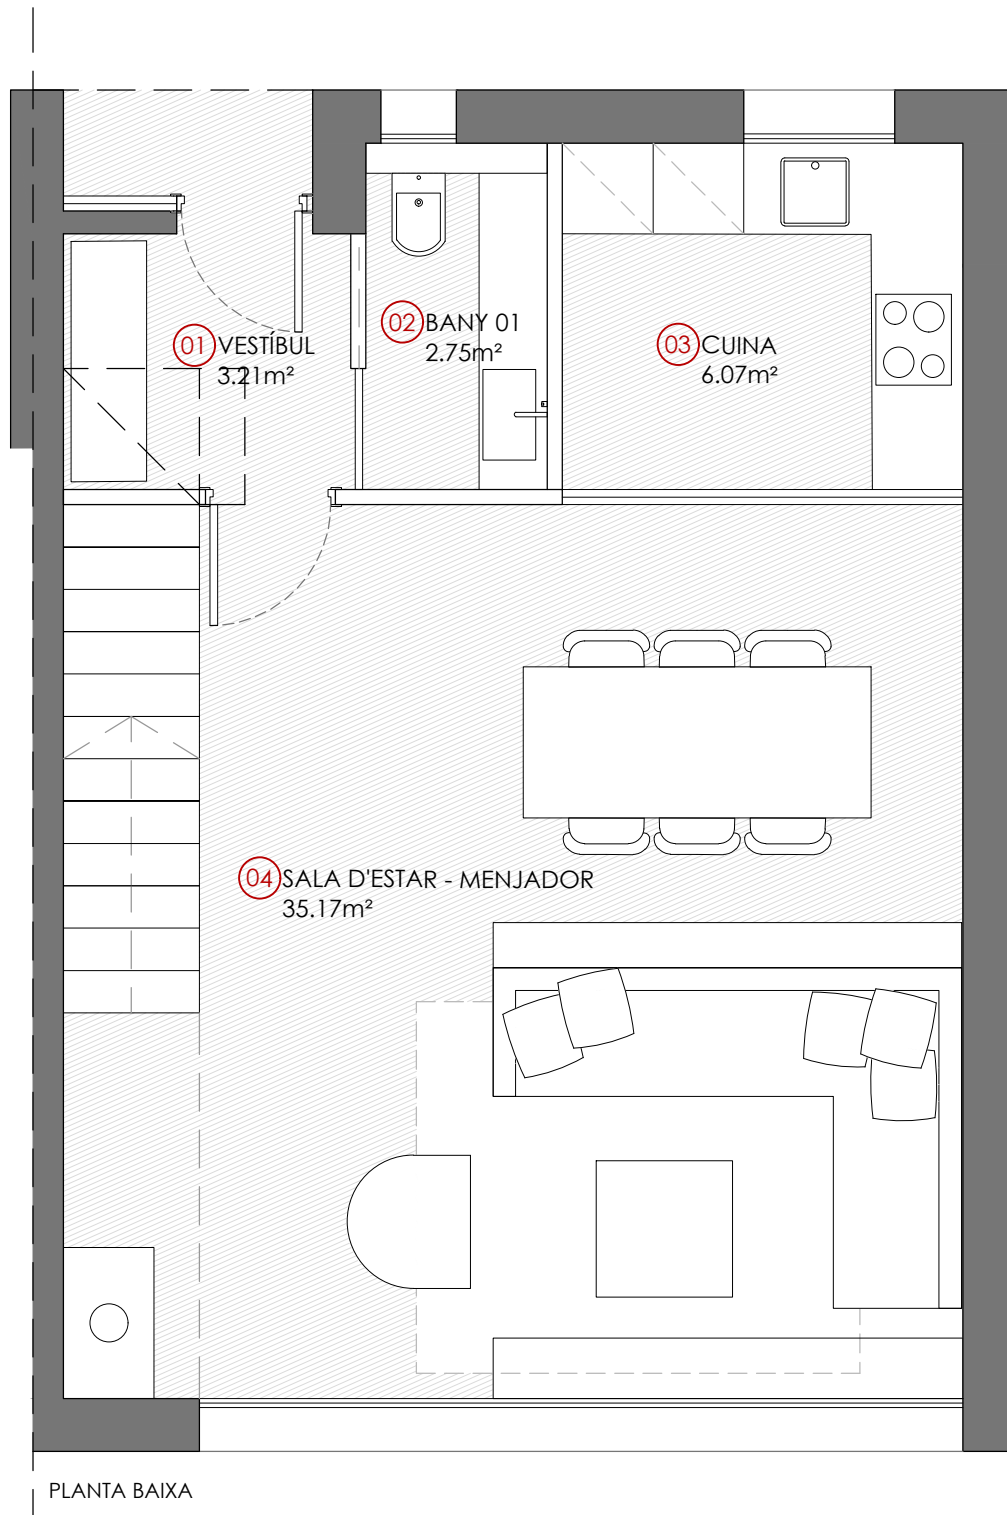 01 VESTÍBUL
3.21m²
02 BANY 01
2.75m²
03 CUINA
6.07m²
04 SALA D'ESTAR - MENJADOR
35.17m²
PLANTA BAIXA